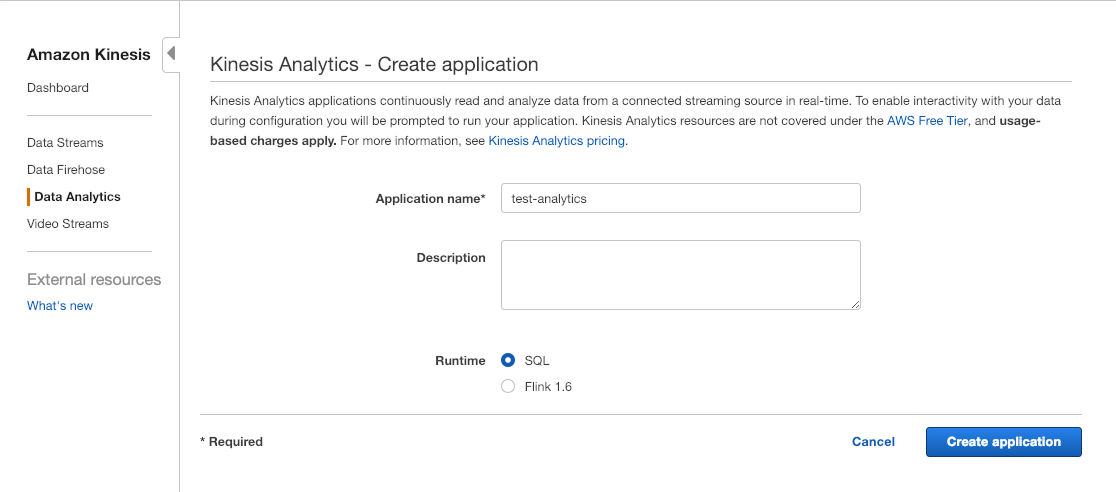 Amazon Kinesis
Dashboard
Data Streams
Data Firehose
Data Analytics
Video Streams
External resources
What's new
Kinesis Analytics - Create application
Kinesis Analytics applications continuously read and analyze data from a connected streaming source in real-time. To enable interactivity with your data
during configuration you will be prompted to run your application. Kinesis Analytics resources are not covered under the AWS Free Tier, and usage-
based charges apply. For more information, see Kinesis Analytics pricing.
Application name* test-analytics
Description
Runtime SQL
Flink 1.6
* Required Cancel Create application